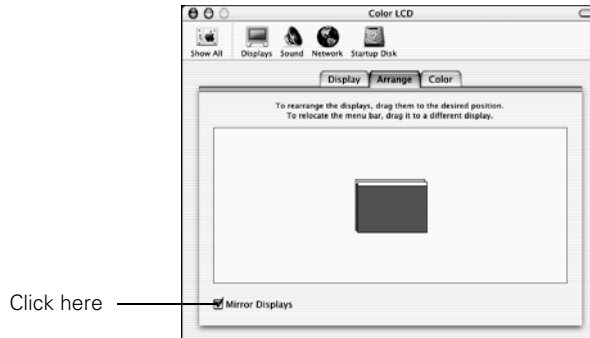 Color LCD
Show All Displays Sound Network Startup Disk
Display Arrange Color
To rearrange the displays, drag them to the desired position.
To relocate the menu bar, drag it to a different display.
Click here
Mirror Displays